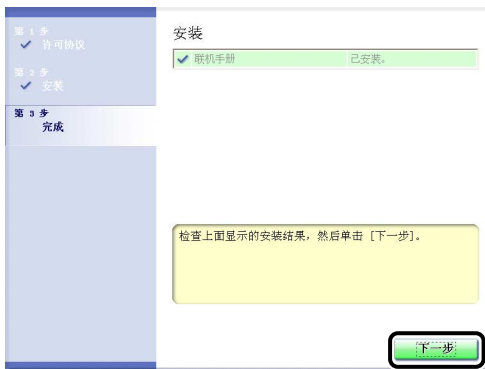 第 1 步
许可协议
第 2 步
安装
第 3 步
完成
安装
联机手册 已安装。
检查上面显示的安装结果，然后单击 [下一步]。
下一步